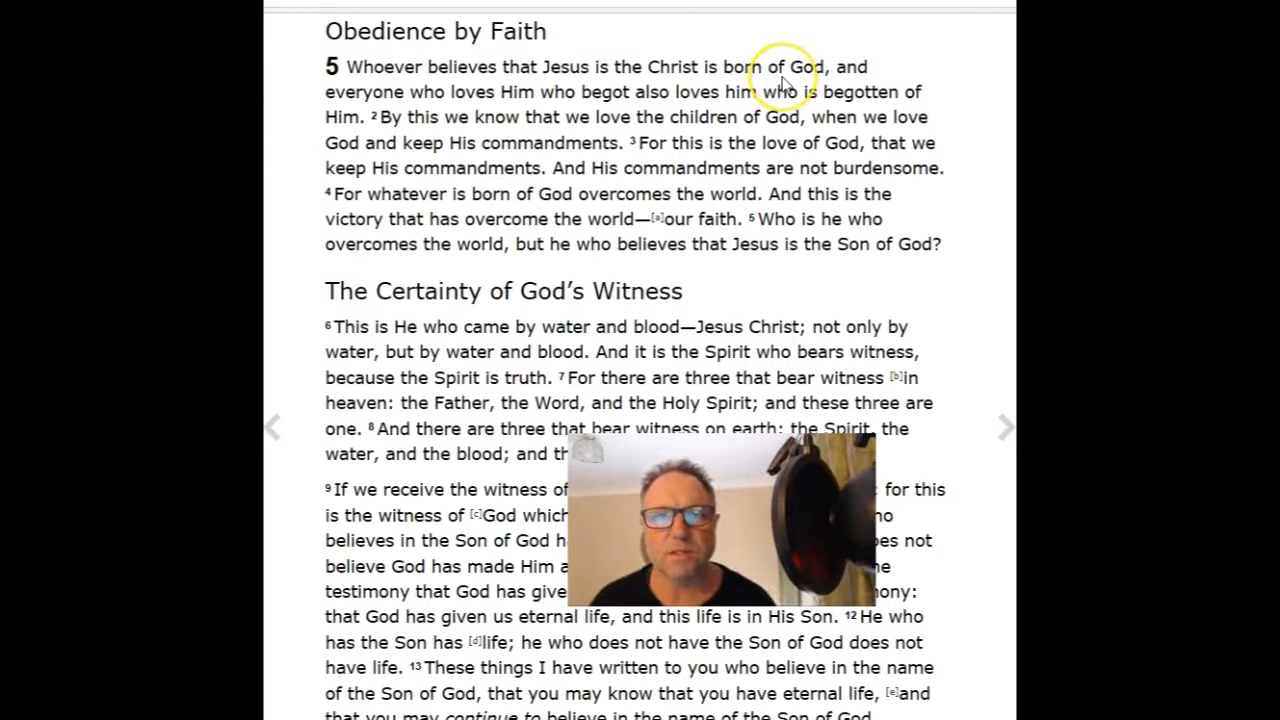 Obedience by Faith
5 Whoever believes that Jesus is the Christ is born of God, and
everyone who loves Him who begot also loves him who is begotten of
Him. 2 By this we know that we love the children of God, when we love
God and keep His commandments. 3 For this is the love of God, that we
keep His commandments. And His commandments are not burdensome.
4 For whatever is born of God overcomes the world. And this is the
victory that has overcome the world—[a]our faith. 5 Who is he who
overcomes the world, but he who believes that Jesus is the Son of God?
The Certainty of God’s Witness
6 This is He who came by water and blood—Jesus Christ; not only by
water, but by water and blood. And it is the Spirit who bears witness,
because the Spirit is truth. 7 For there are three that bear witness [b]in
heaven: the Father, the Word, and the Holy Spirit; and these three are
one. 8 And there are three that bear witness on earth: the Spirit, the
water, and the blood; and
9 If we receive the witness of : for this
is the witness of [c]God which
believes in the Son of God not
believe God has made Him
testimony that God has
that God has given us eternal life, and this life is in His Son. 12 He who
has the Son has [d]life; he who does not have the Son of God does not
have life. 13 These things I have written to you who believe in the name
of the Son of God, that you may know that you have eternal life, [e]and
that you may continue to believe in the name of the Son of God.